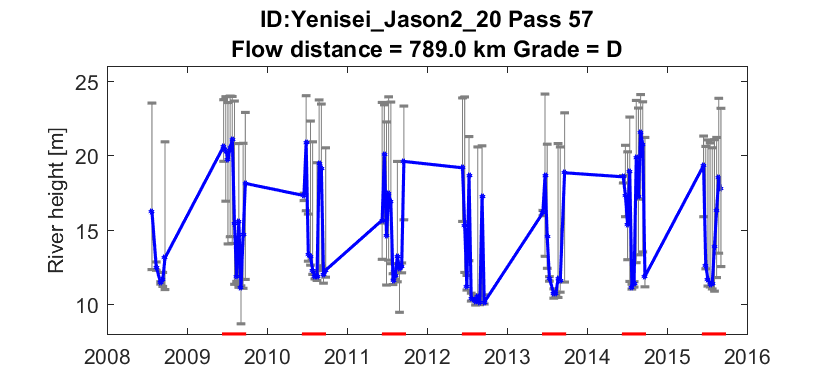 ID:Yenisei_Jason2_20 Pass 57
Flow distance = 789.0 km Grade = D
River height [m]
25
20
15
10
2008 2009 2010 2011 2012 2013 2014 2015 2016